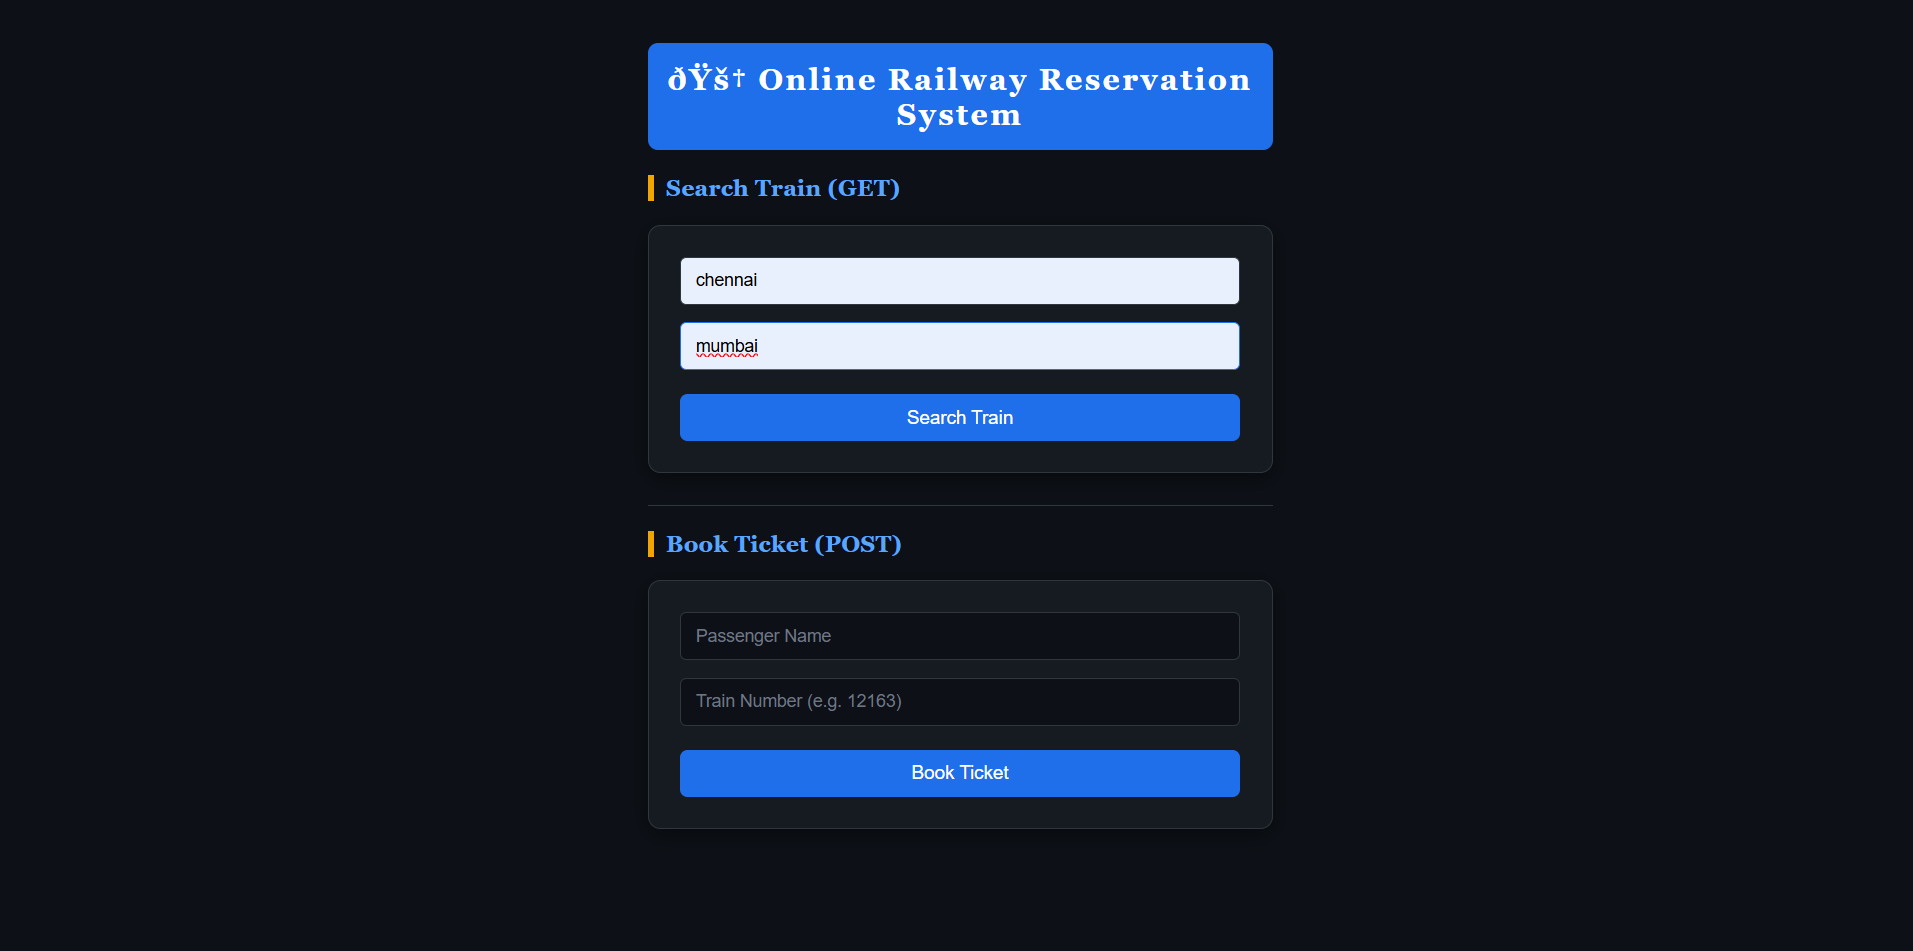 ðŸš† Online Railway Reservation
System
Search Train (GET)
chennai
mumbai
Search Train
Book Ticket (POST)
Passenger Name
Train Number (e.g. 12163)
Book Ticket